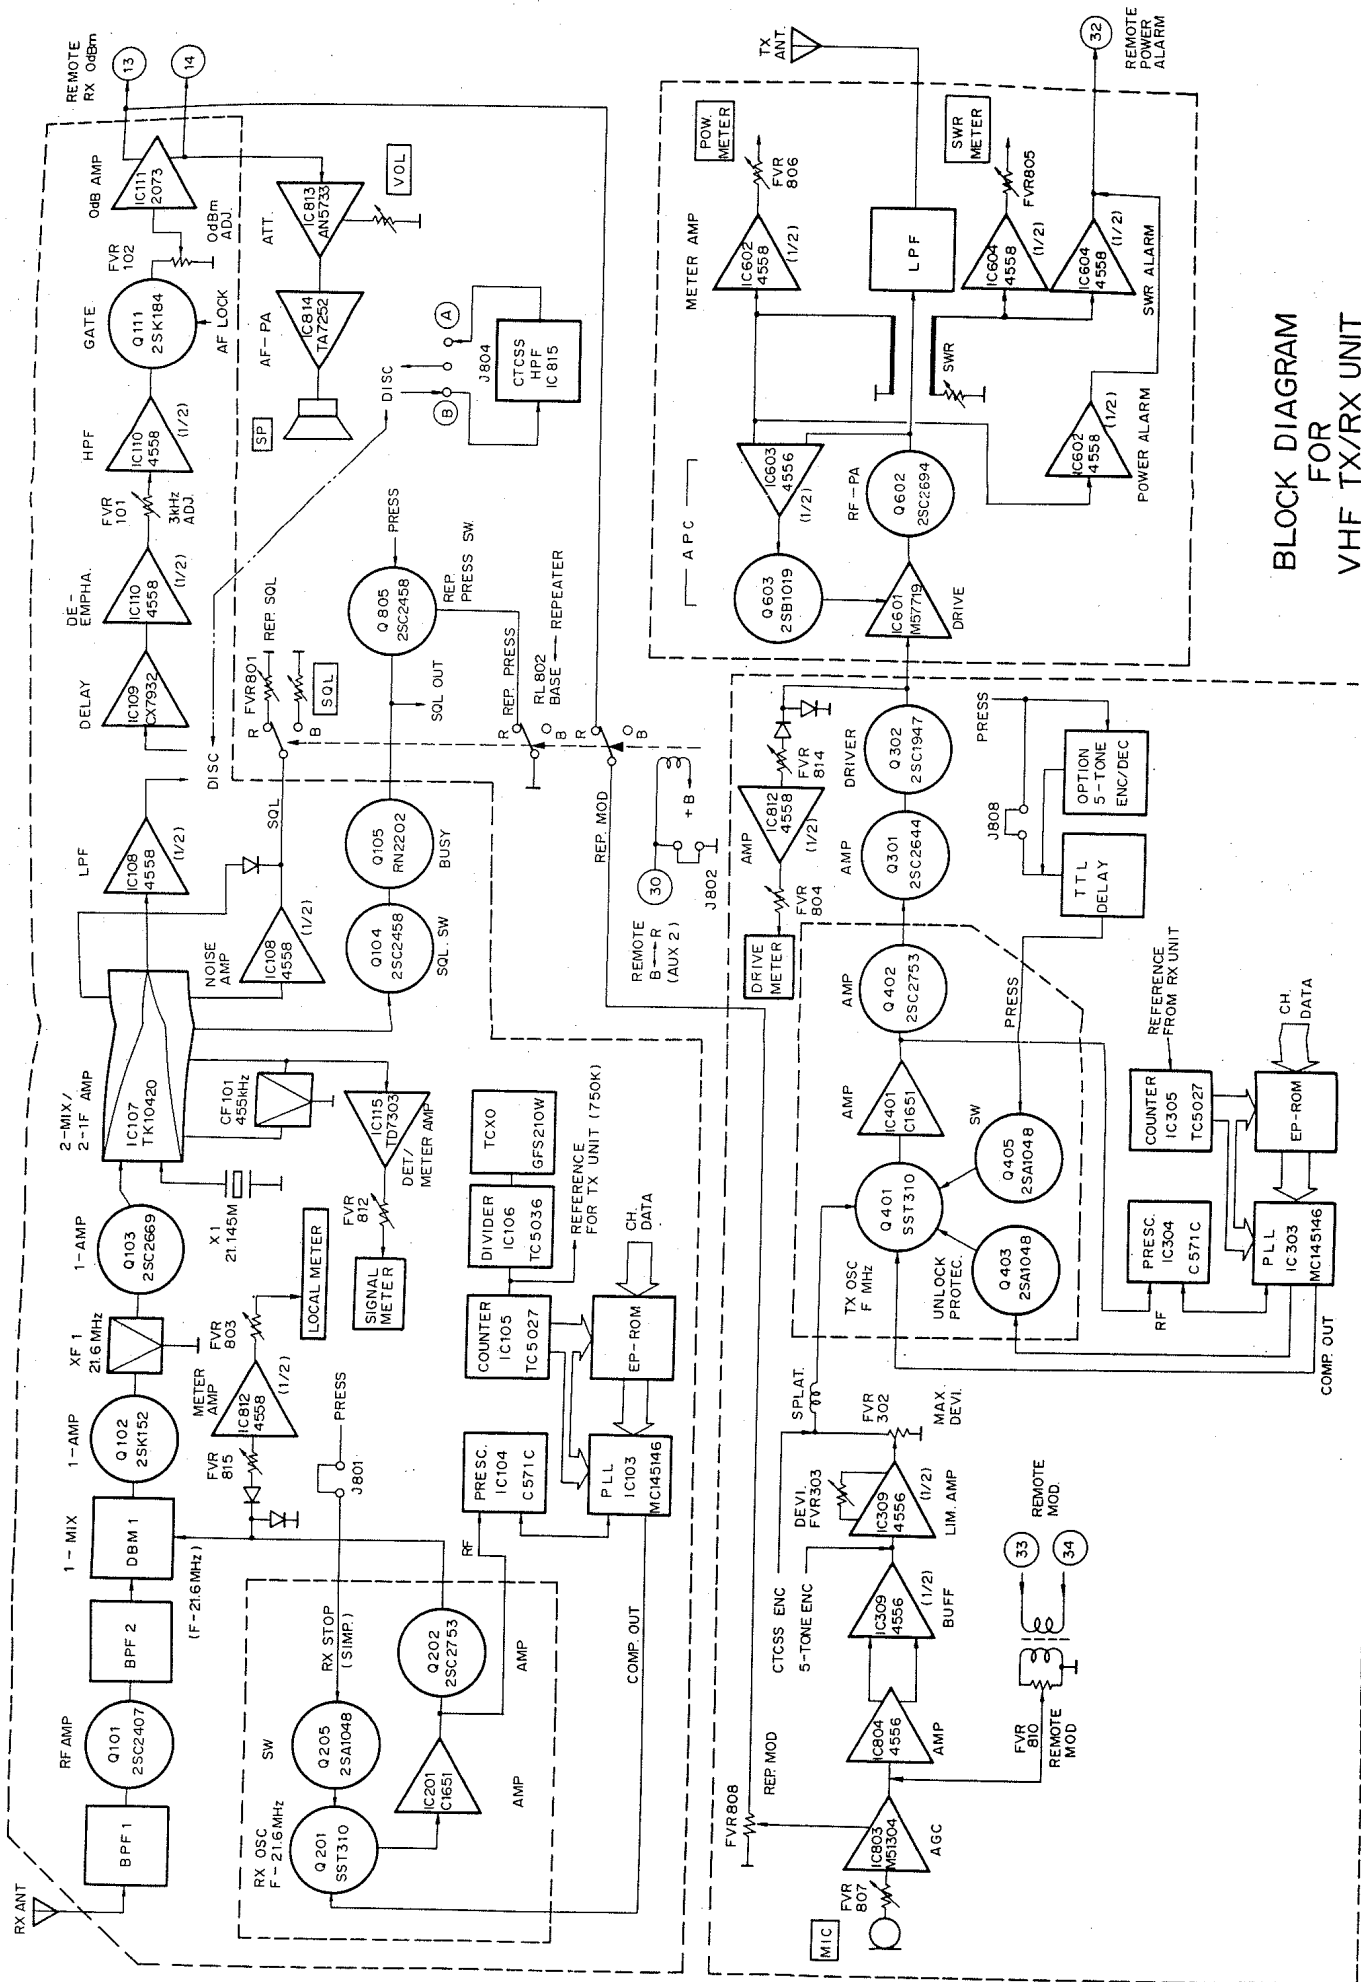 RX ANT
BPF 1
RF AMP
Q101
2SC2407
BPF 2
1-MIX
DBM 1
(F-21.6MHz)
1-AMP
Q102
2SK152
XF 1
21.6 MHz
1-AMP
Q103
2SC2669
X 1
21.145M
2-MIX/
2-1F AMP
IC107
TK10420
CF101
455kHz
LPF
IC108
4558
(1/2)
DISC
DELAY
IC109
CX7932
DE-
EMPHA.
IC110
4558
(1/2)
FVR
101
3kHz
ADJ.
HPF
IC110
4558
(1/2)
GATE
Q111
2SK184
AF LOCK
FVR
102
0dBm
ADJ.
0dB AMP
IC111
2073
REMOTE
RX 0dBm
13
14
METER
AMP
IC812
4558
(1/2)
FVR
815
FVR
803
LOCAL METER
IC115
TD7303
DET/
METER AMP
FVR
812
SIGNAL
METER
NOISE
AMP
IC108
4558
(1/2)
SQL
Q104
2SC2458
SQL. SW
Q105
RN2202
BUSY
SQL OUT
R
B
FVR801
REP. SQL
SQL
Q805
2SC2458
PRESS
REP.
PRESS SW.
REP. PRESS
R
B
RL802
BASE
REPEATER
REP. MOD
R
B
+B
30
REMOTE
B
R
(AUX 2)
J802
ATT.
IC813
AN5733
VOL
AF-PA
IC814
TA7252
SP
DISC
A
B
J804
CTCSS
HPF
IC815
RX OSC
F-21.6MHz
Q201
SST310
SW
Q205
2SA1048
RX STOP
(SIMP.)
J801
PRESS
IC201
C1651
AMP
Q202
2SC2753
AMP
RF
COMP. OUT
PRESC.
IC104
C571C
PLL
IC103
MC145146
COUNTER
IC105
TC5027
EP-ROM
CH.
DATA
DIVIDER
IC106
TC5036
TCXO
GFS210W
REFERENCE
FOR TX UNIT (750K)
MIC
FVR
807
IC803
M51304
AGC
FVR808
REP. MOD
IC804
4556
AMP
FVR
810
REMOTE
MOD
33
34
REMOTE
MOD.
IC309
4556
(1/2)
BUFF
CTCSS ENC
5-TONE ENC
DEVI.
FVR303
IC309
4556
(1/2)
LIM. AMP
SPLAT.
FVR
302
MAX.
DEVI.
TX OSC
F MHz
Q401
SST310
UNLOCK
PROTEC.
Q403
2SA1048
SW
Q405
2SA1048
PRESS
AMP
IC401
C1651
AMP
Q402
2SC2753
AMP
Q301
2SC2644
DRIVER
Q302
2SC1947
AMP
IC812
4558
(1/2)
FVR
814
FVR
804
DRIVE
METER
PRESS
J808
TTL
DELAY
OPTION
5-TONE
ENC/DEC
RF
PRESC.
IC304
C571C
PLL
IC303
MC145146
COUNTER
IC305
TC5027
REFERENCE
FROM RX UNIT
EP-ROM
CH.
DATA
COMP. OUT
APC
Q603
2SB1019
IC603
4556
(1/2)
IC601
M57719
DRIVE
RF-PA
Q602
2SC2694
METER AMP
IC602
4558
(1/2)
FVR
806
POW.
METER
LPF
TX
ANT.
SWR
IC604
4558
(1/2)
FVR805
SWR
METER
IC604
4558
(1/2)
SWR ALARM
IC602
4558
(1/2)
POWER ALARM
32
REMOTE
POWER
ALARM
BLOCK DIAGRAM
FOR
VHF TX/RX UNIT